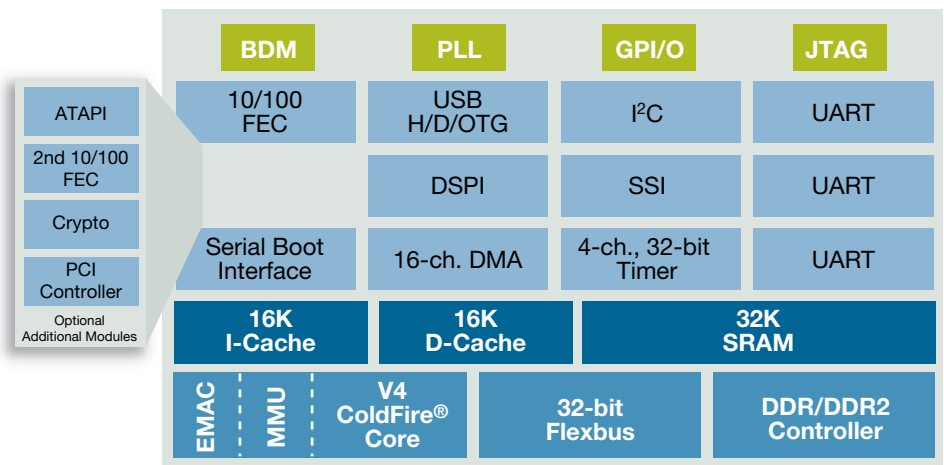 BDM
PLL
GPI/O
JTAG
10/100
FEC
USB
H/D/OTG
I²C
UART
DSPI
SSI
UART
Serial Boot
Interface
16-ch. DMA
4-ch., 32-bit
Timer
UART
ATAPI
2nd 10/100
FEC
Crypto
PCI
Controller
Optional
Additional Modules
16K
I-Cache
16K
D-Cache
32K
SRAM
EMAC
MMU
V4
ColdFire®
Core
32-bit
Flexbus
DDR/DDR2
Controller